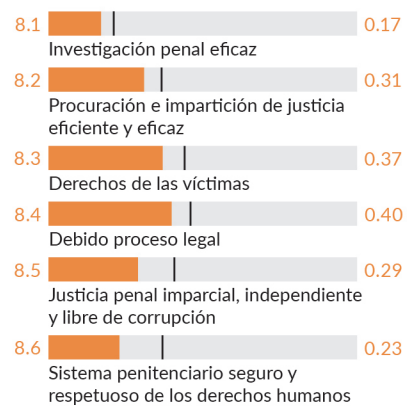 8.1 0.17
Investigación penal eficaz
8.2 0.31
Procuración e impartición de justicia
eficiente y eficaz
8.3 0.37
Derechos de las víctimas
8.4 0.40
Debido proceso legal
8.5 0.29
Justicia penal imparcial, independiente
y libre de corrupción
8.6 0.23
Sistema penitenciario seguro y
respetuoso de los derechos humanos